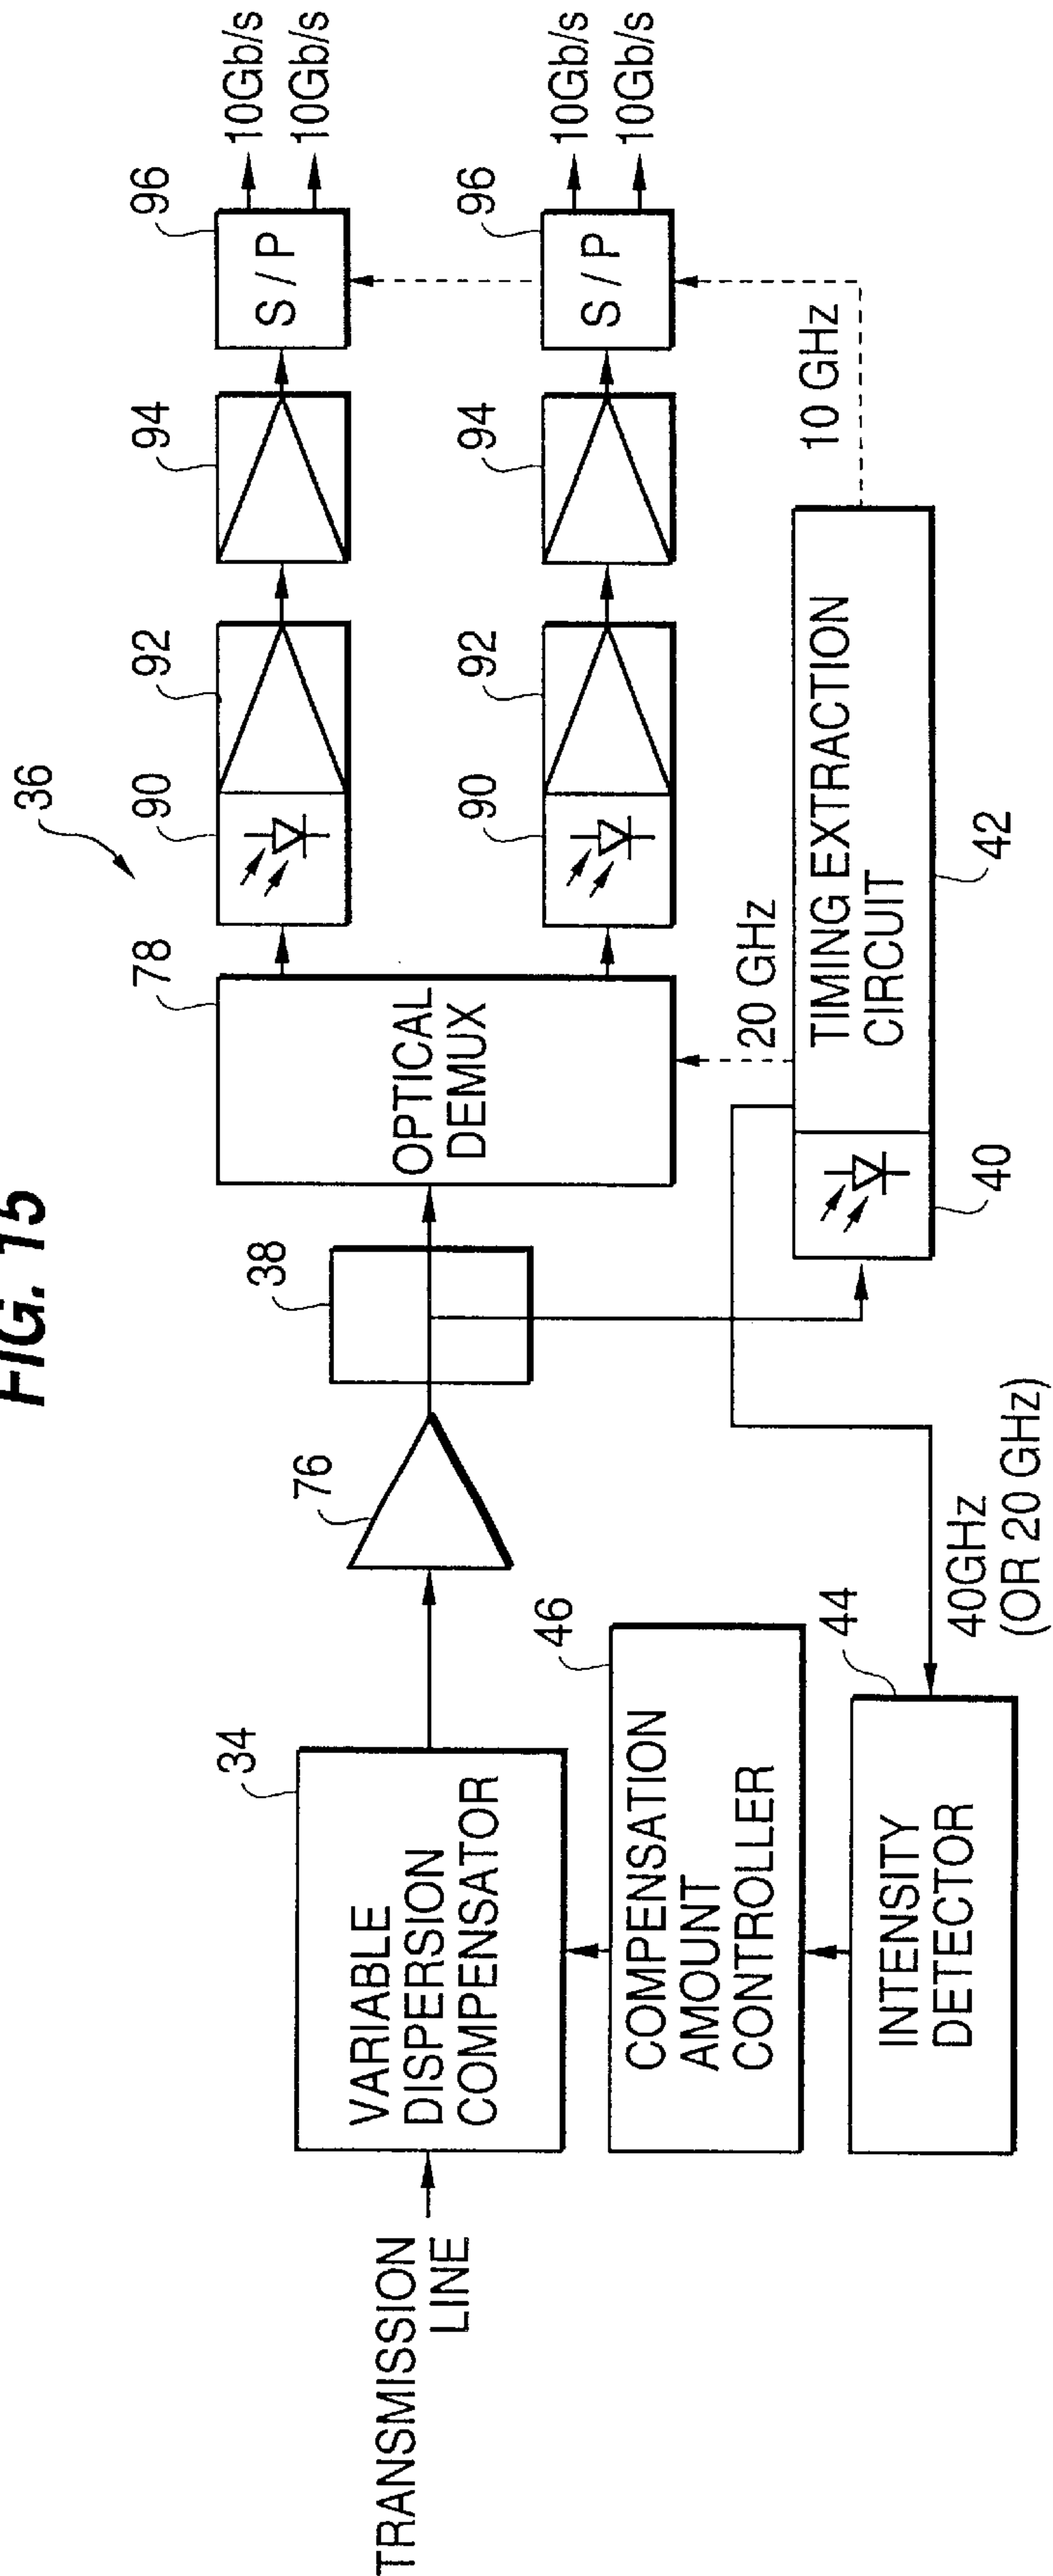 FIG. 15
36
TRANSMISSION
LINE
34
VARIABLE
DISPERSION
COMPENSATOR
76
38
78
OPTICAL
DEMUX
90
92
94
96
S / P
10Gb/s
10Gb/s
90
92
94
96
S / P
10Gb/s
10Gb/s
46
COMPENSATION
AMOUNT
CONTROLLER
44
INTENSITY
DETECTOR
40GHz
(OR 20 GHz)
20 GHz
10 GHz
TIMING EXTRACTION
CIRCUIT
40
42